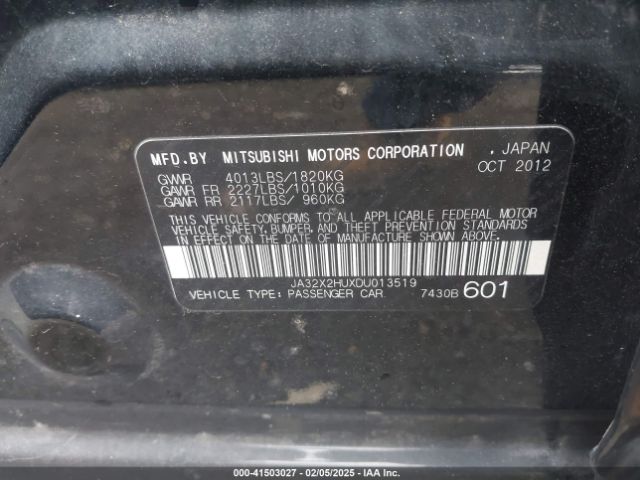 MFD.BY MITSUBISHI MOTORS CORPORATION , JAPAN
GWWR 4013LBS/1820KG OCT 2012
GAWR FR 2227LBS/1010KG
GAWR RR 2117LBS/ 960KG
THIS VEHICLE CONFORMS TO ALL APPLICABLE FEDERAL MOTOR
VEHICLE SAFETY, BUMPER, AND THEFT PREVENTION STANDARDS
IN EFFECT ON THE DATE OF MANUFACTURE SHOWN ABOVE.
JA32X2HUXDU013519
VEHICLE TYPE: PASSENGER CAR 7430B 601
000-41503027 - 02/05/2025 - IAA Inc.